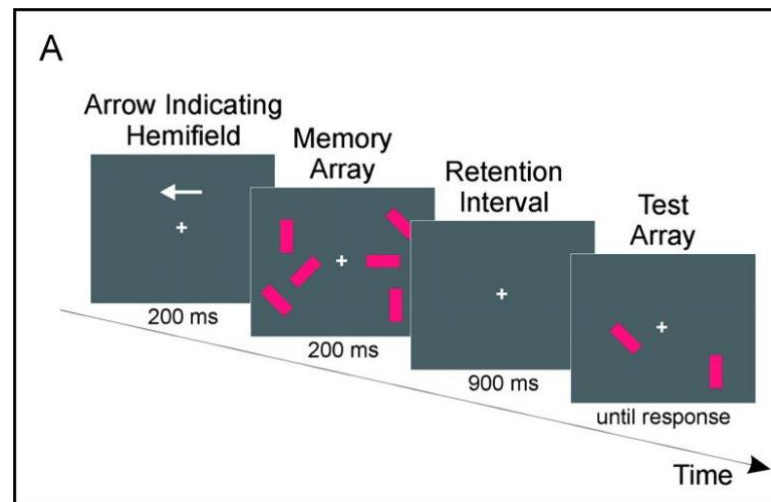 A
Arrow Indicating
Hemifield
Memory
Array
Retention
Interval
Test
Array
200 ms
200 ms
900 ms
until response
Time